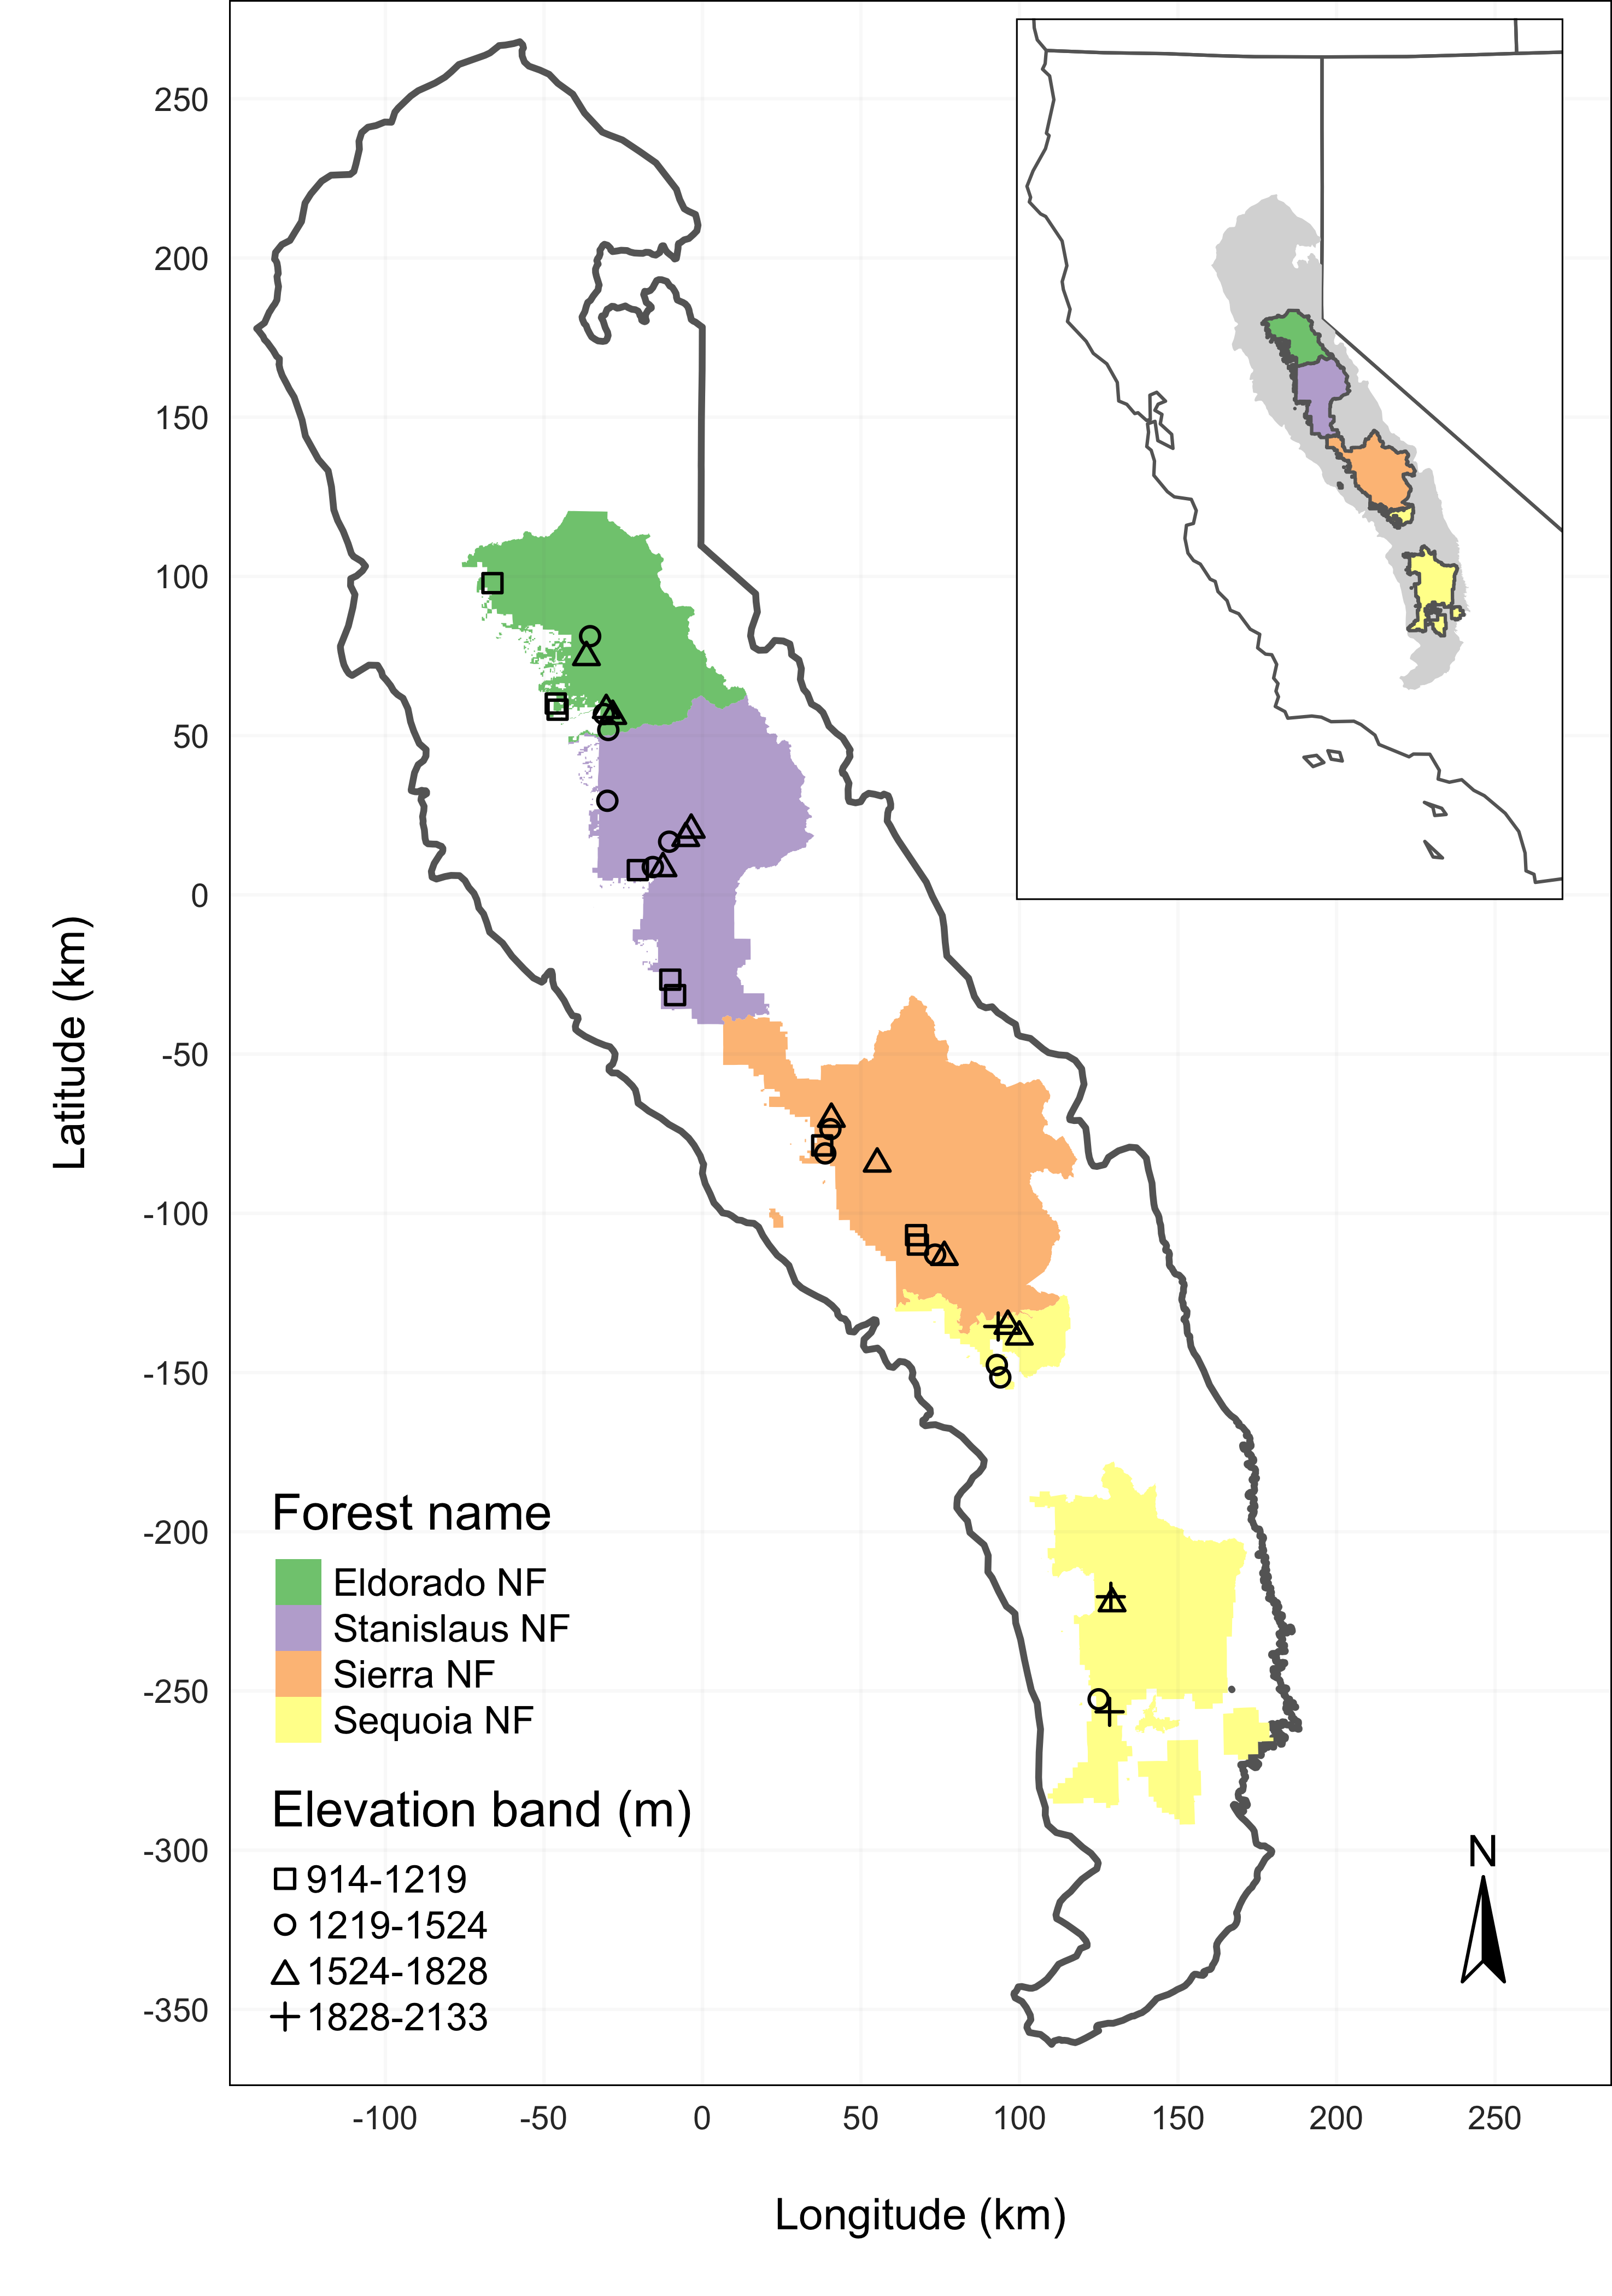 250
200
150
100
50
0
-50
-100
-150
-200
-250
-300
-350
Latitude (km)
Forest name
Eldorado NF
Stanislaus NF
Sierra NF
Sequoia NF
Elevation band (m)
914-1219
1219-1524
1524-1828
1828-2133
N
-100 -50 0 50 100 150 200 250
Longitude (km)